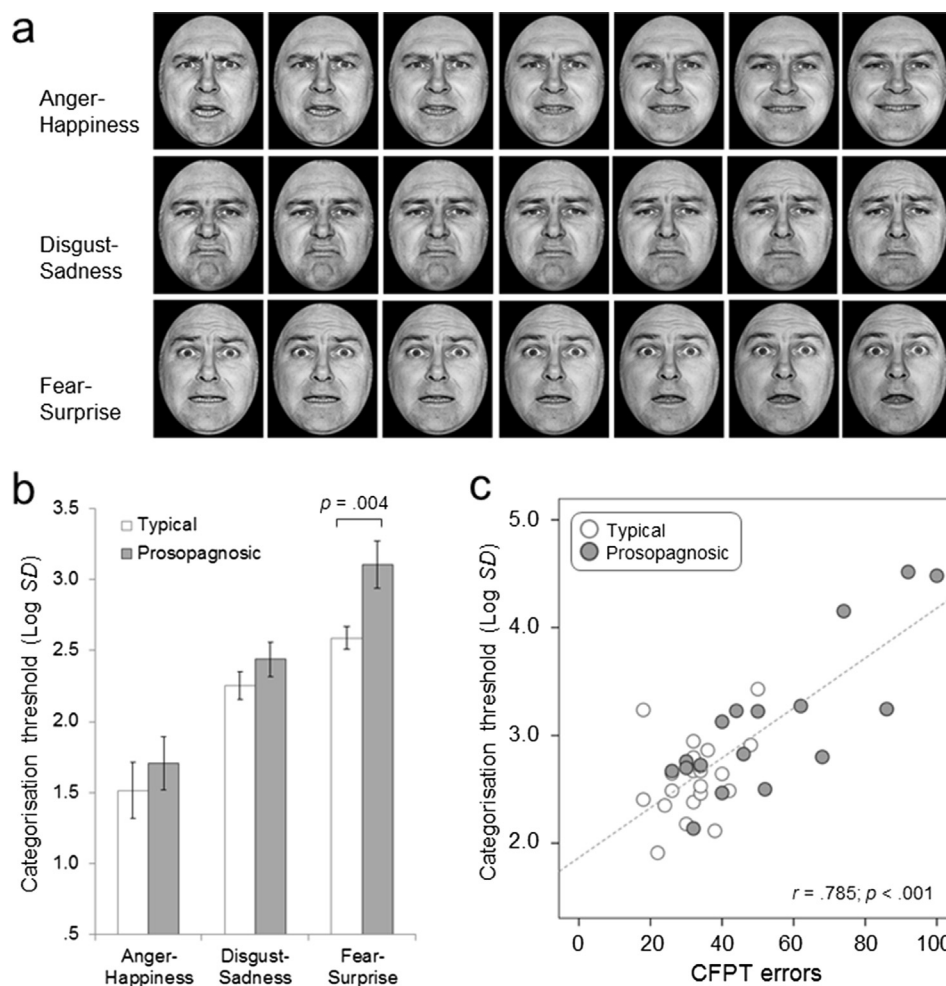 a
Anger-
Happiness
Disgust-
Sadness
Fear-
Surprise
b
Categorisation threshold (Log SD)
3.5
3.0
2.5
2.0
1.5
1.0
.5
Typical
Prosopagnosic
p = .004
Anger-
Happiness
Disgust-
Sadness
Fear-
Surprise
c
Categorisation threshold (Log SD)
5.0
4.0
3.0
2.0
Typical
Prosopagnosic
r = .785; p < .001
0
20
40
60
80
100
CFPT errors